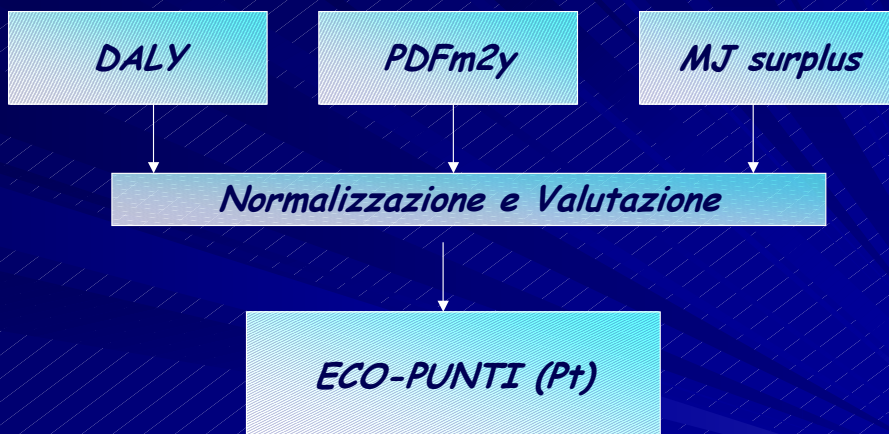 DALY
PDFm2y
MJ surplus
Normalizzazione e Valutazione
ECO-PUNTI (Pt)